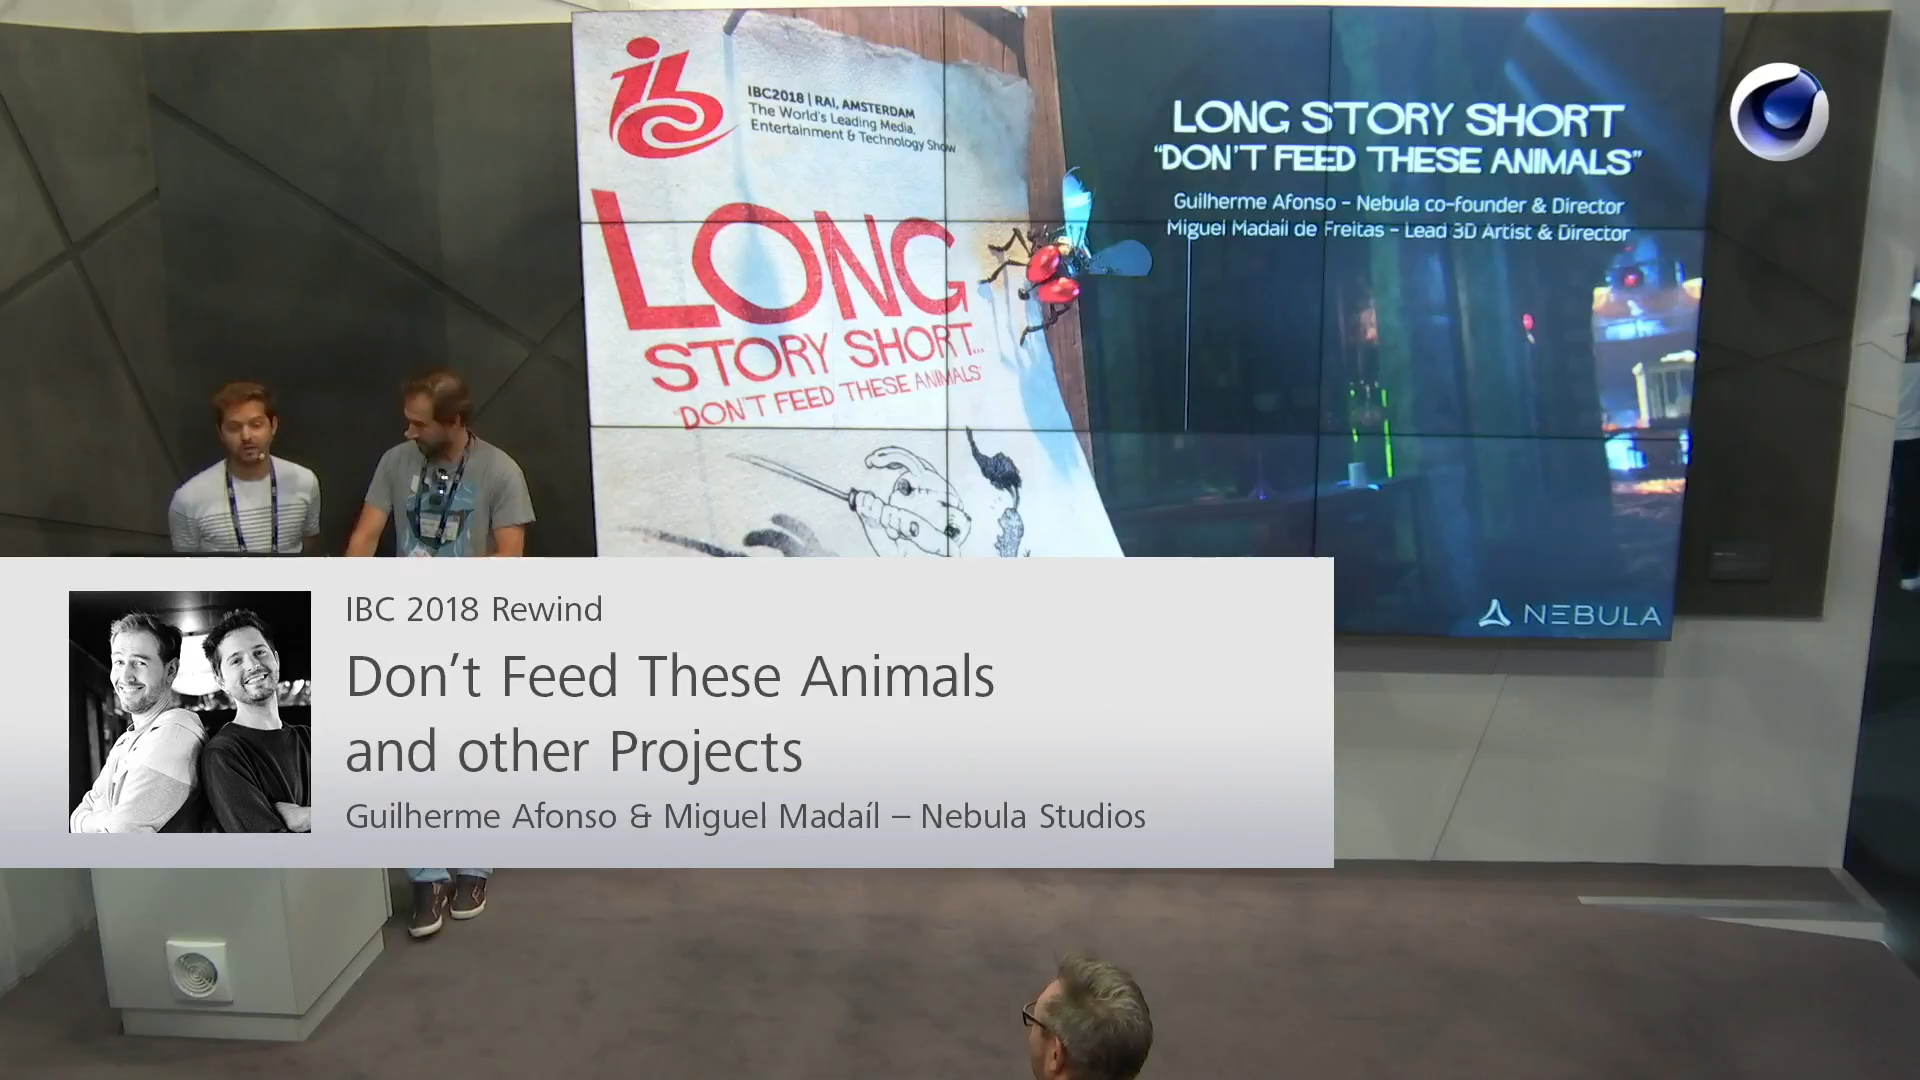 IBC2018 | RAI, AMSTERDAM
The World's Leading Media,
Entertainment & Technology Show
LONG
STORY SHORT...
"DON'T FEED THESE ANIMALS"
LONG STORY SHORT
"DON'T FEED THESE ANIMALS"
Guilherme Afonso - Nebula co-founder & Director
Miguel Madaíl de Freitas - Lead 3D Artist & Director
NEBULA
IBC 2018 Rewind
Don't Feed These Animals
and other Projects
Guilherme Afonso & Miguel Madaíl – Nebula Studios